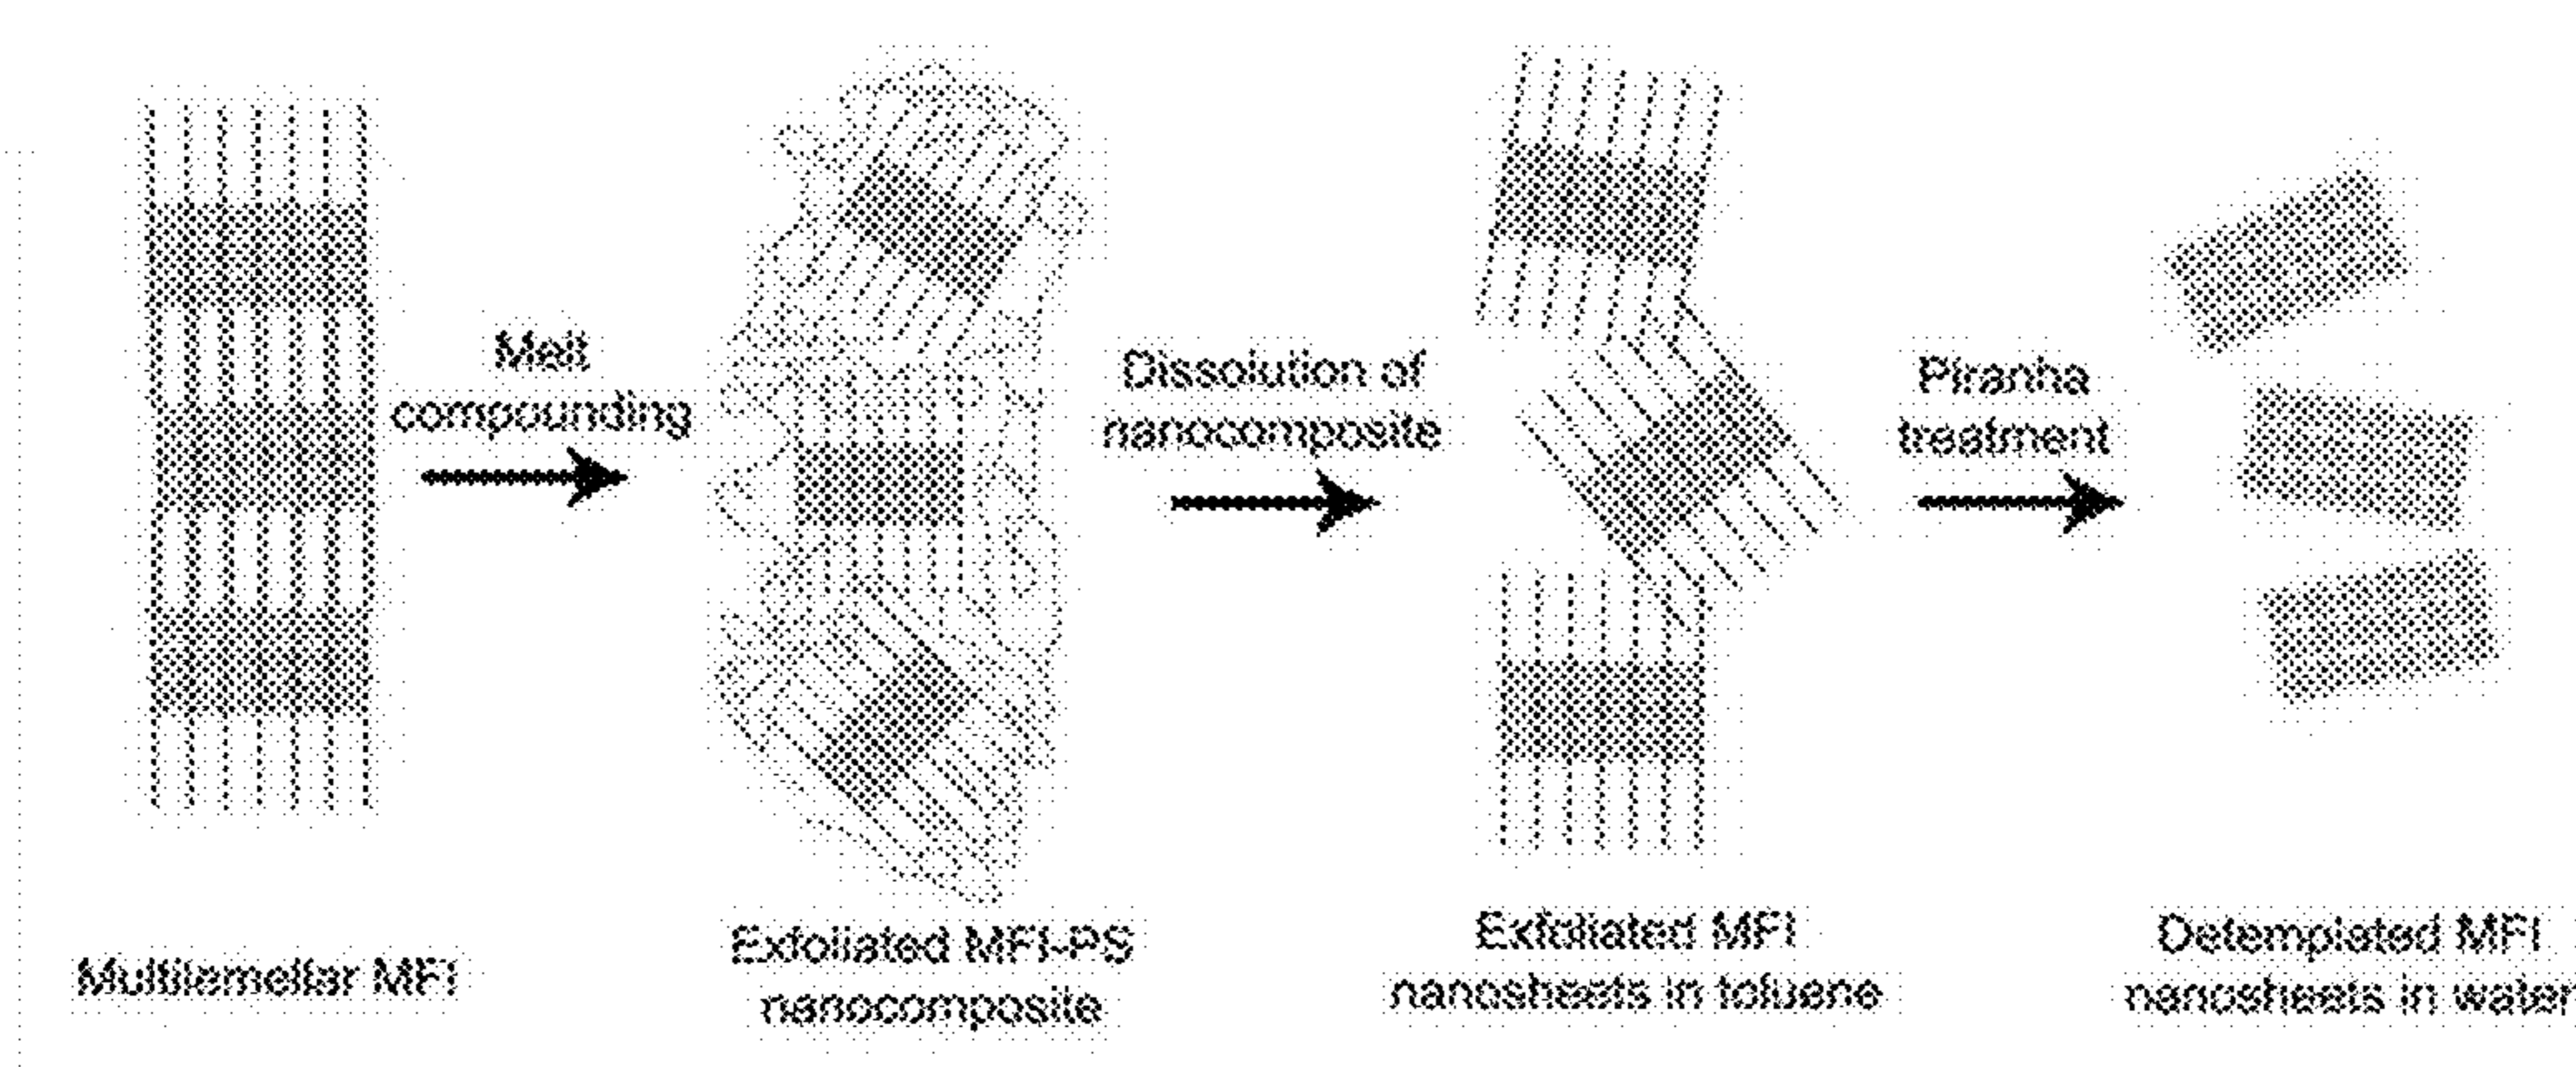 Melt
compounding
Dissolution of
nanocomposite
Piranha
treatment
Multilamellar MFI
Exfoliated MFI-PS
nanocomposite
Exfoliated MFI
nanosheets in toluene
Detemplated MFI
nanosheets in water